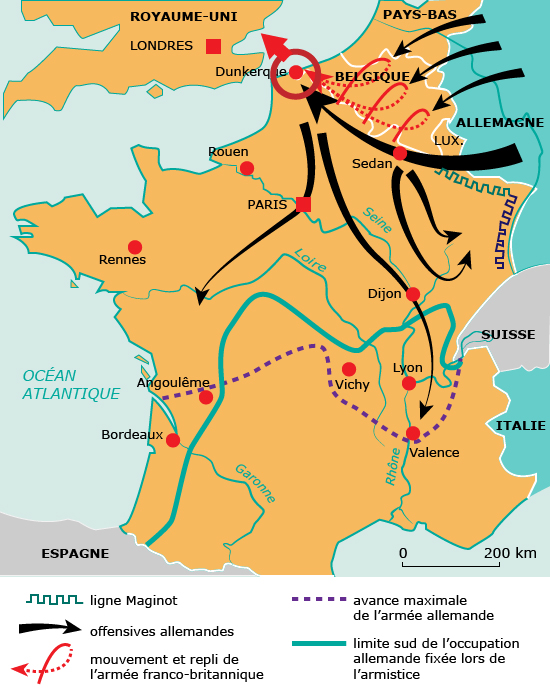 ROYAUME-UNI
PAYS-BAS
LONDRES
Dunkerque
BELGIQUE
ALLEMAGNE
LUX.
Rouen
Sedan
PARIS
Seine
Rennes
Loire
Dijon
SUISSE
OCÉAN
ATLANTIQUE
Angoulême
Vichy
Lyon
ITALIE
Bordeaux
Valence
Garonne
Rhône
ESPAGNE
0 200 km
ligne Maginot
offensives allemandes
mouvement et repli de
l'armée franco-britannique
avance maximale
de l'armée allemande
limite sud de l'occupation
allemande fixée lors de
l'armistice